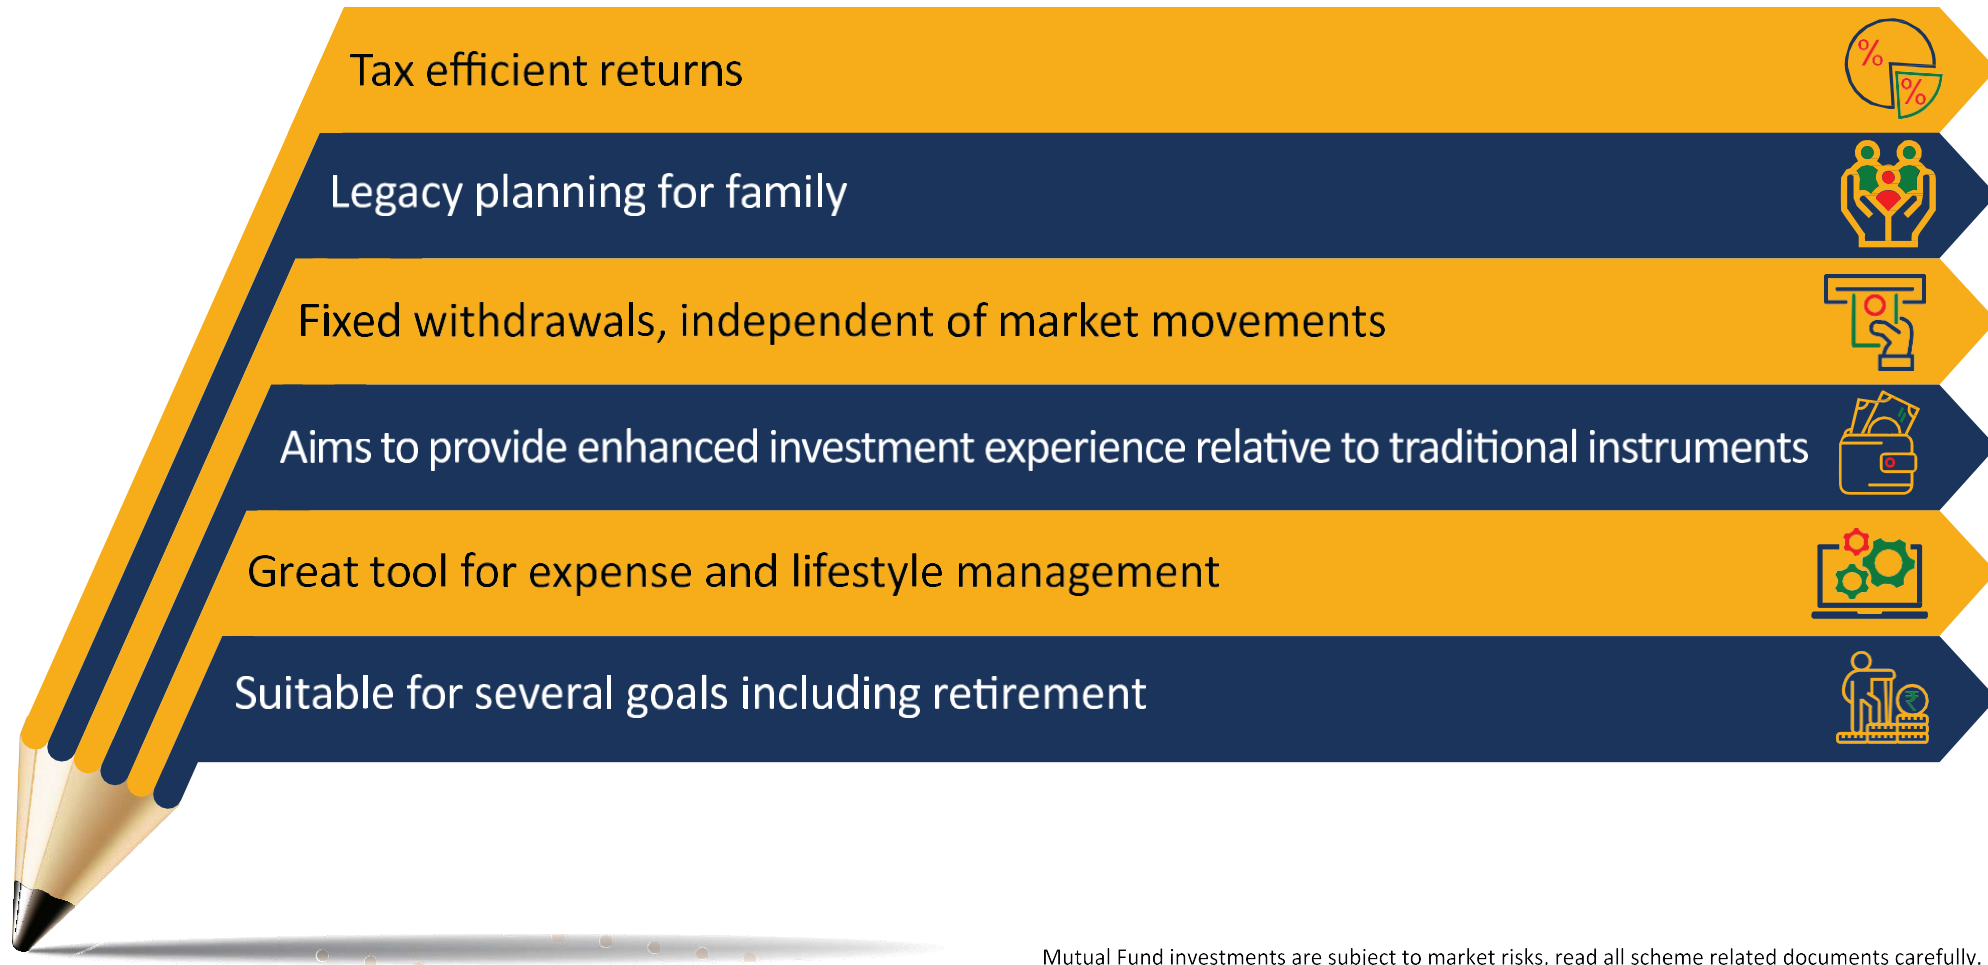 Tax efficient returns
%
%
Legacy planning for family
Fixed withdrawals, independent of market movements
Aims to provide enhanced investment experience relative to traditional instruments
Great tool for expense and lifestyle management
Suitable for several goals including retirement
₹
Mutual Fund investments are subject to market risks, read all scheme related documents carefully.